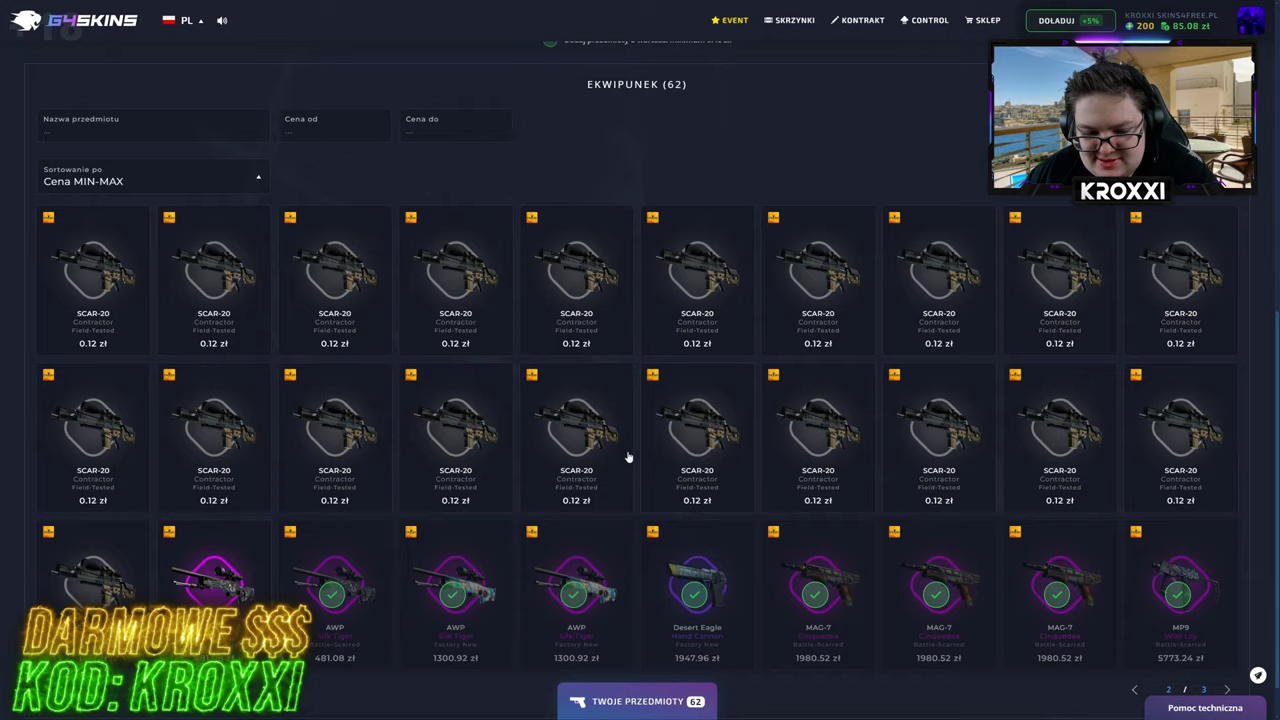 G4SKINS
PL
EVENT
SKRZYNKI
KONTRAKT
CONTROL
SKLEP
DOŁADUJ +5%
KROXXI SKINS4FREE.PL
200 85.08 zł
EKWIPUNEK (62)
Nazwa przedmiotu
...
Cena od
...
Cena do
...
Sortowanie po
Cena MIN-MAX
KROXXI
SCAR-20 SCAR-20 SCAR-20 SCAR-20 SCAR-20 SCAR-20 SCAR-20 SCAR-20 SCAR-20 SCAR-20
Contractor Contractor Contractor Contractor Contractor Contractor Contractor Contractor Contractor Contractor
Field-Tested Field-Tested Field-Tested Field-Tested Field-Tested Field-Tested Field-Tested Field-Tested Field-Tested Field-Tested
0.12 zł 0.12 zł 0.12 zł 0.12 zł 0.12 zł 0.12 zł 0.12 zł 0.12 zł 0.12 zł 0.12 zł
SCAR-20 SCAR-20 SCAR-20 SCAR-20 SCAR-20 SCAR-20 SCAR-20 SCAR-20 SCAR-20 SCAR-20
Contractor Contractor Contractor Contractor Contractor Contractor Contractor Contractor Contractor Contractor
Field-Tested Field-Tested Field-Tested Field-Tested Field-Tested Field-Tested Field-Tested Field-Tested Field-Tested Field-Tested
0.12 zł 0.12 zł 0.12 zł 0.12 zł 0.12 zł 0.12 zł 0.12 zł 0.12 zł 0.12 zł 0.12 zł
AWP AWP AWP Desert Eagle MAG-7 MAG-7 MAG-7 MP9
Silk Tiger Silk Tiger Silk Tiger Hand Cannon Cinquedea Cinquedea Cinquedea Wild Lily
Battle-Scarred Factory New Factory New Factory New Battle-Scarred Battle-Scarred Battle-Scarred Battle-Scarred
481.08 zł 1300.92 zł 1300.92 zł 1947.96 zł 1980.52 zł 1980.52 zł 1980.52 zł 5773.24 zł
DARMOWE $$$
KOD: KROXXI
TWOJE PRZEDMIOTY 62
2 / 3
Pomoc techniczna